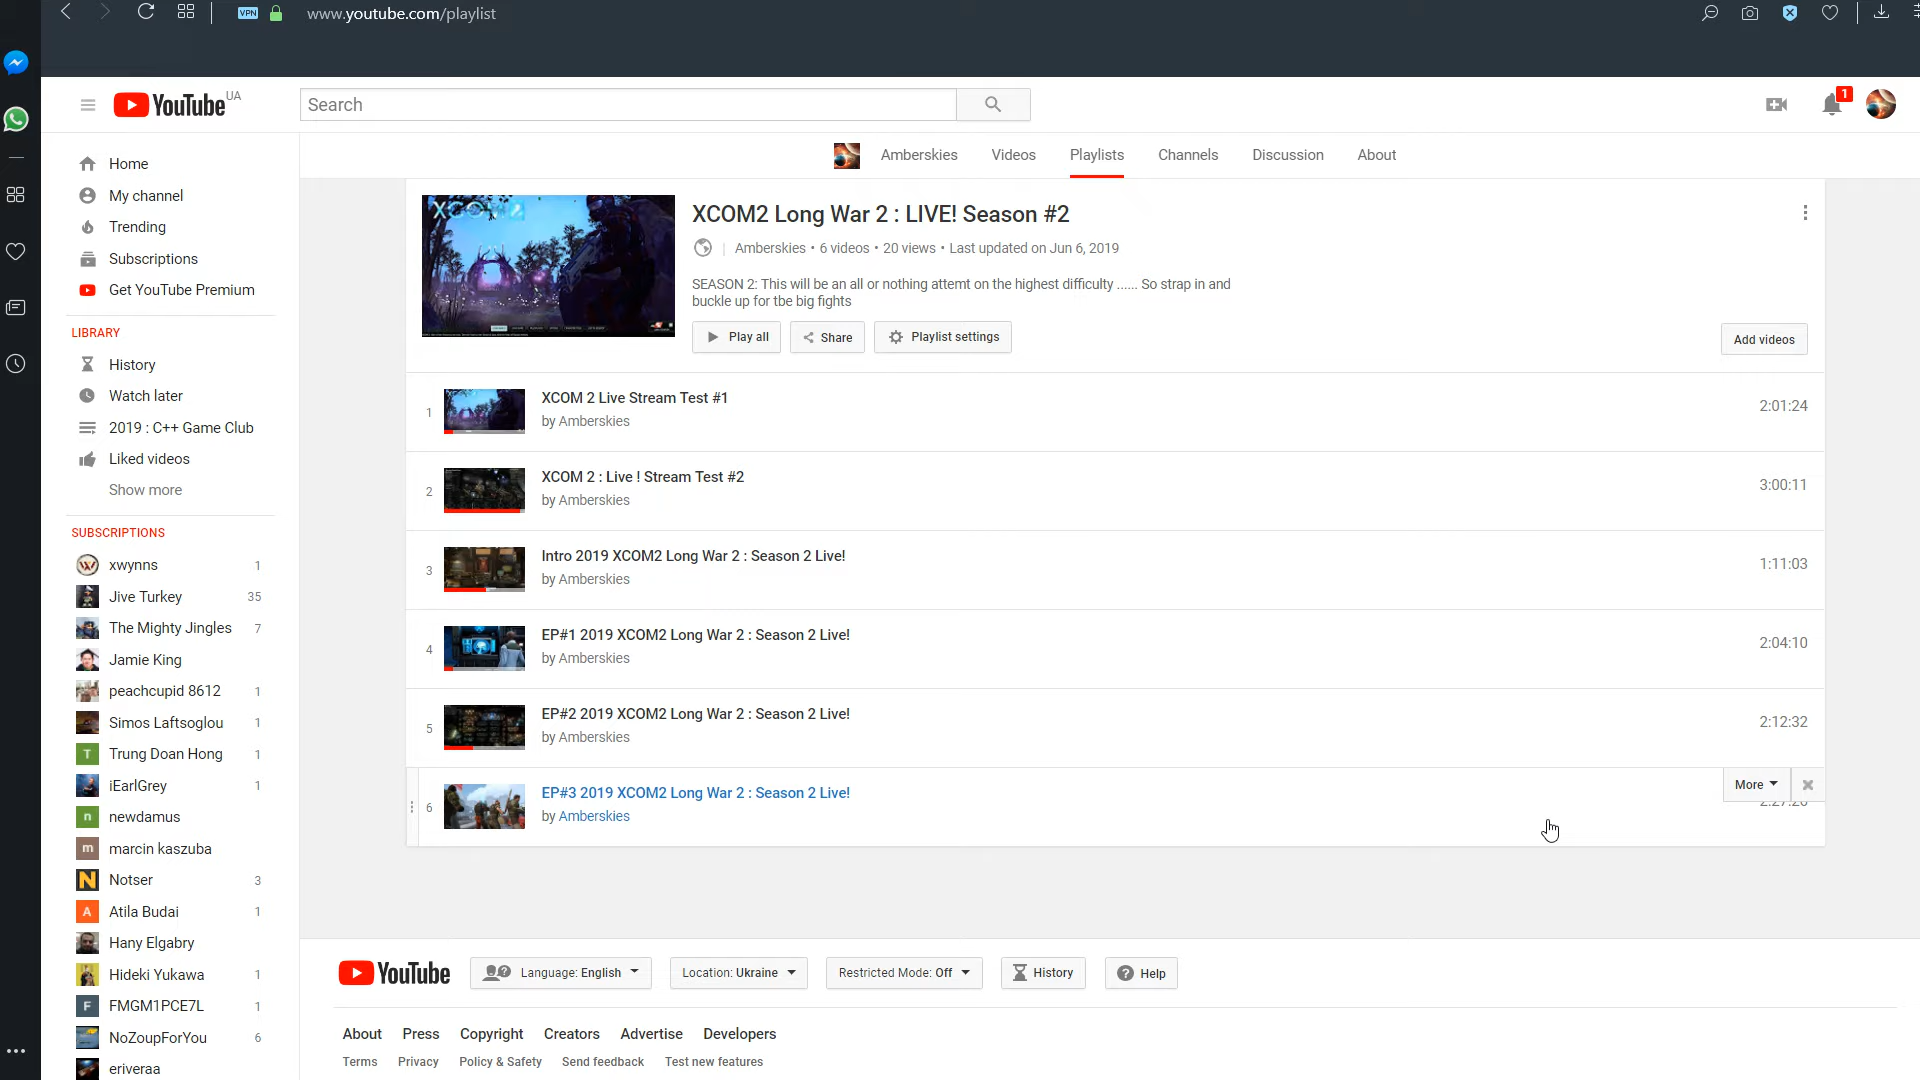 VPN
www.youtube.com/playlist
YouTube UA
Search
1
Home
My channel
Trending
Subscriptions
Get YouTube Premium
LIBRARY
History
Watch later
2019 : C++ Game Club
Liked videos
Show more
SUBSCRIPTIONS
xwynns 1
Jive Turkey 35
The Mighty Jingles 7
Jamie King
peachcupid 8612 1
Simos Laftsoglou 1
T Trung Doan Hong 1
iEarlGrey 1
n newdamus
m marcin kaszuba
N Notser 3
A Atila Budai 1
Hany Elgabry
Hideki Yukawa 1
F FMGM1PCE7L 1
NoZoupForYou 6
eriveraa
Amberskies Videos Playlists Channels Discussion About
XCOM 2
XCOM2 Long War 2 : LIVE! Season #2
Amberskies • 6 videos • 20 views • Last updated on Jun 6, 2019
SEASON 2: This will be an all or nothing attemt on the highest difficulty ...... So strap in and
buckle up for tbe big fights
Play all Share Playlist settings Add videos
1 XCOM 2 Live Stream Test #1 2:01:24
by Amberskies
2 XCOM 2 : Live ! Stream Test #2 3:00:11
by Amberskies
3 Intro 2019 XCOM2 Long War 2 : Season 2 Live! 1:11:03
by Amberskies
4 EP#1 2019 XCOM2 Long War 2 : Season 2 Live! 2:04:10
by Amberskies
5 EP#2 2019 XCOM2 Long War 2 : Season 2 Live! 2:12:32
by Amberskies
6 EP#3 2019 XCOM2 Long War 2 : Season 2 Live! More
by Amberskies
YouTube Language: English Location: Ukraine Restricted Mode: Off History Help
About Press Copyright Creators Advertise Developers
Terms Privacy Policy & Safety Send feedback Test new features